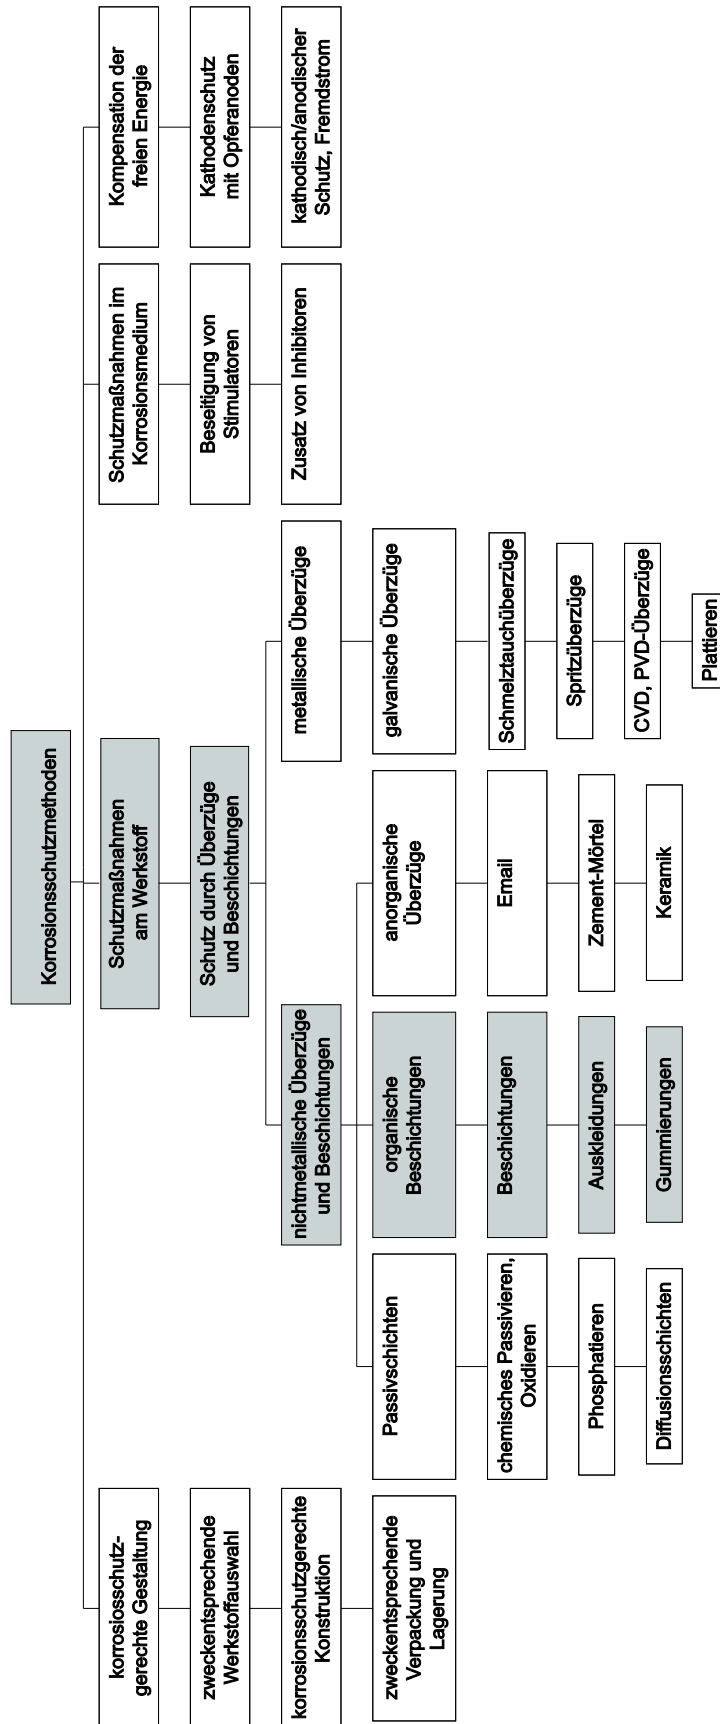 Korrosionsschutzmethoden
korrosiosschutz-
gerechte Gestaltung
zweckentsprechende
Werkstoffauswahl
korrosionsschutzgerechte
Konstruktion
zweckentsprechende
Verpackung und
Lagerung
Schutzmaßnahmen
am Werkstoff
Schutz durch Überzüge
und Beschichtungen
nichtmetallische Überzüge
und Beschichtungen
Passivschichten
chemisches Passivieren,
Oxidieren
Phosphatieren
Diffusionsschichten
organische
Beschichtungen
Beschichtungen
Auskleidungen
Gummierungen
anorganische
Überzüge
Email
Zement-Mörtel
Keramik
metallische Überzüge
galvanische Überzüge
Schmelztauchüberzüge
Spritzüberzüge
CVD, PVD-Überzüge
Plattieren
Schutzmaßnahmen im
Korrosionsmedium
Beseitigung von
Stimulatoren
Zusatz von Inhibitoren
Kompensation der
freien Energie
Kathodenschutz
mit Opferanoden
kathodisch/anodischer
Schutz, Fremdstrom